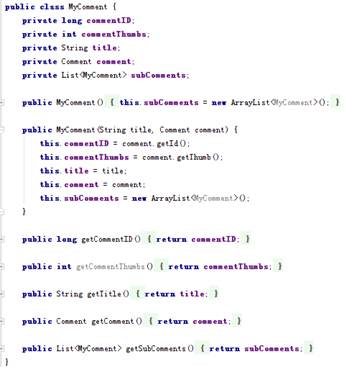 public class MyComment {
private long commentID;
private int commentThumbs;
private String title;
private Comment comment;
private List<MyComment> subComments;
public MyComment() { this.subComments = new ArrayList<MyComment>(); }
public MyComment(String title, Comment comment) {
this.commentID = comment.getId();
this.commentThumbs = comment.getThumb();
this.title = title;
this.comment = comment;
this.subComments = new ArrayList<MyComment>();
}
public long getCommentID() { return commentID; }
public int getCommentThumbs() { return commentThumbs; }
public String getTitle() { return title; }
public Comment getComment() { return comment; }
public List<MyComment> getSubComments() { return subComments; }
}